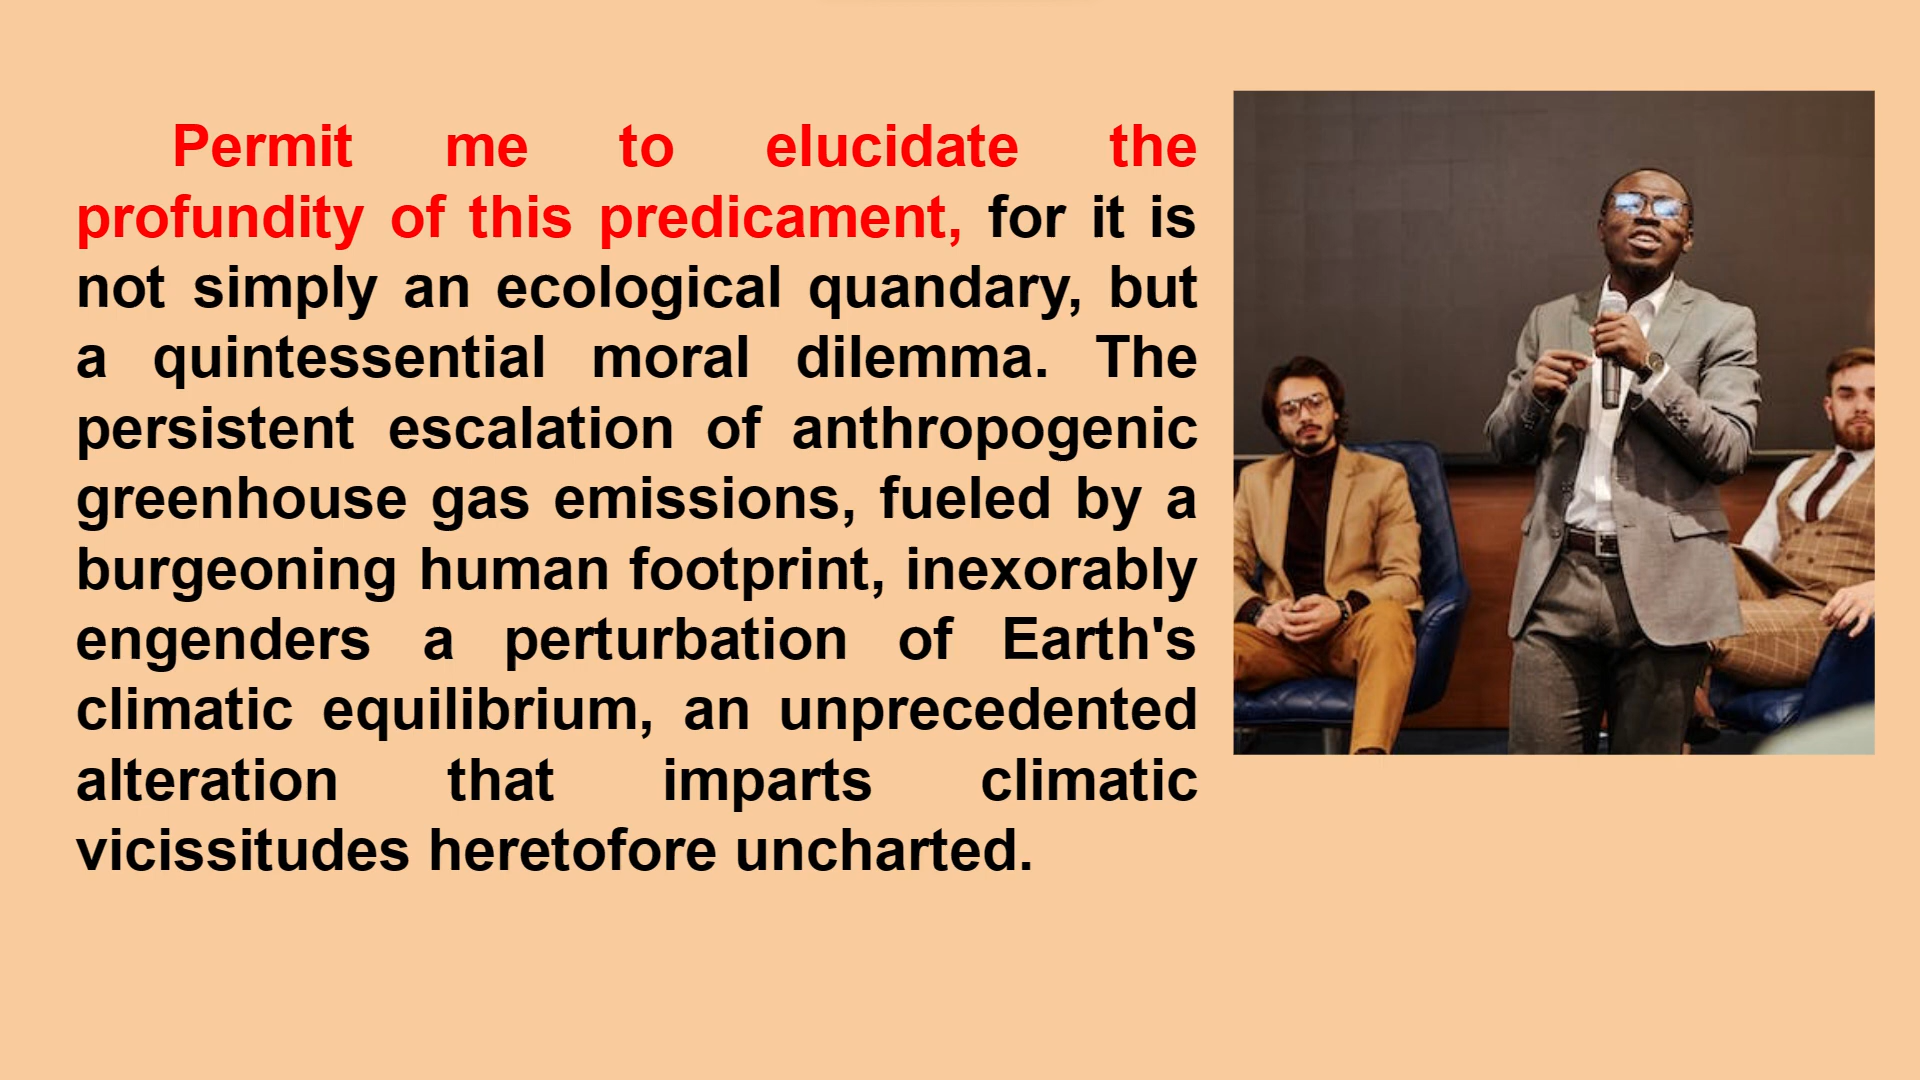 Permit me to elucidate the
profundity of this predicament, for it is
not simply an ecological quandary, but
a quintessential moral dilemma. The
persistent escalation of anthropogenic
greenhouse gas emissions, fueled by a
burgeoning human footprint, inexorably
engenders a perturbation of Earth's
climatic equilibrium, an unprecedented
alteration that imparts climatic
vicissitudes heretofore uncharted.